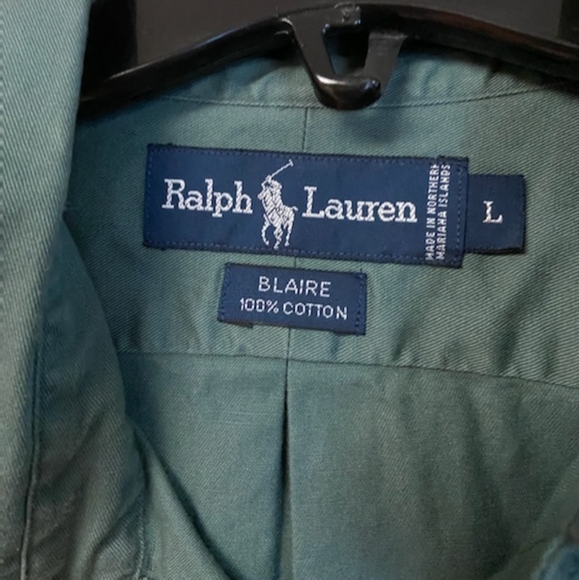 Ralph Lauren
MADE IN NORTHERN
MARIANA ISLANDS
L
BLAIRE
100% COTTON